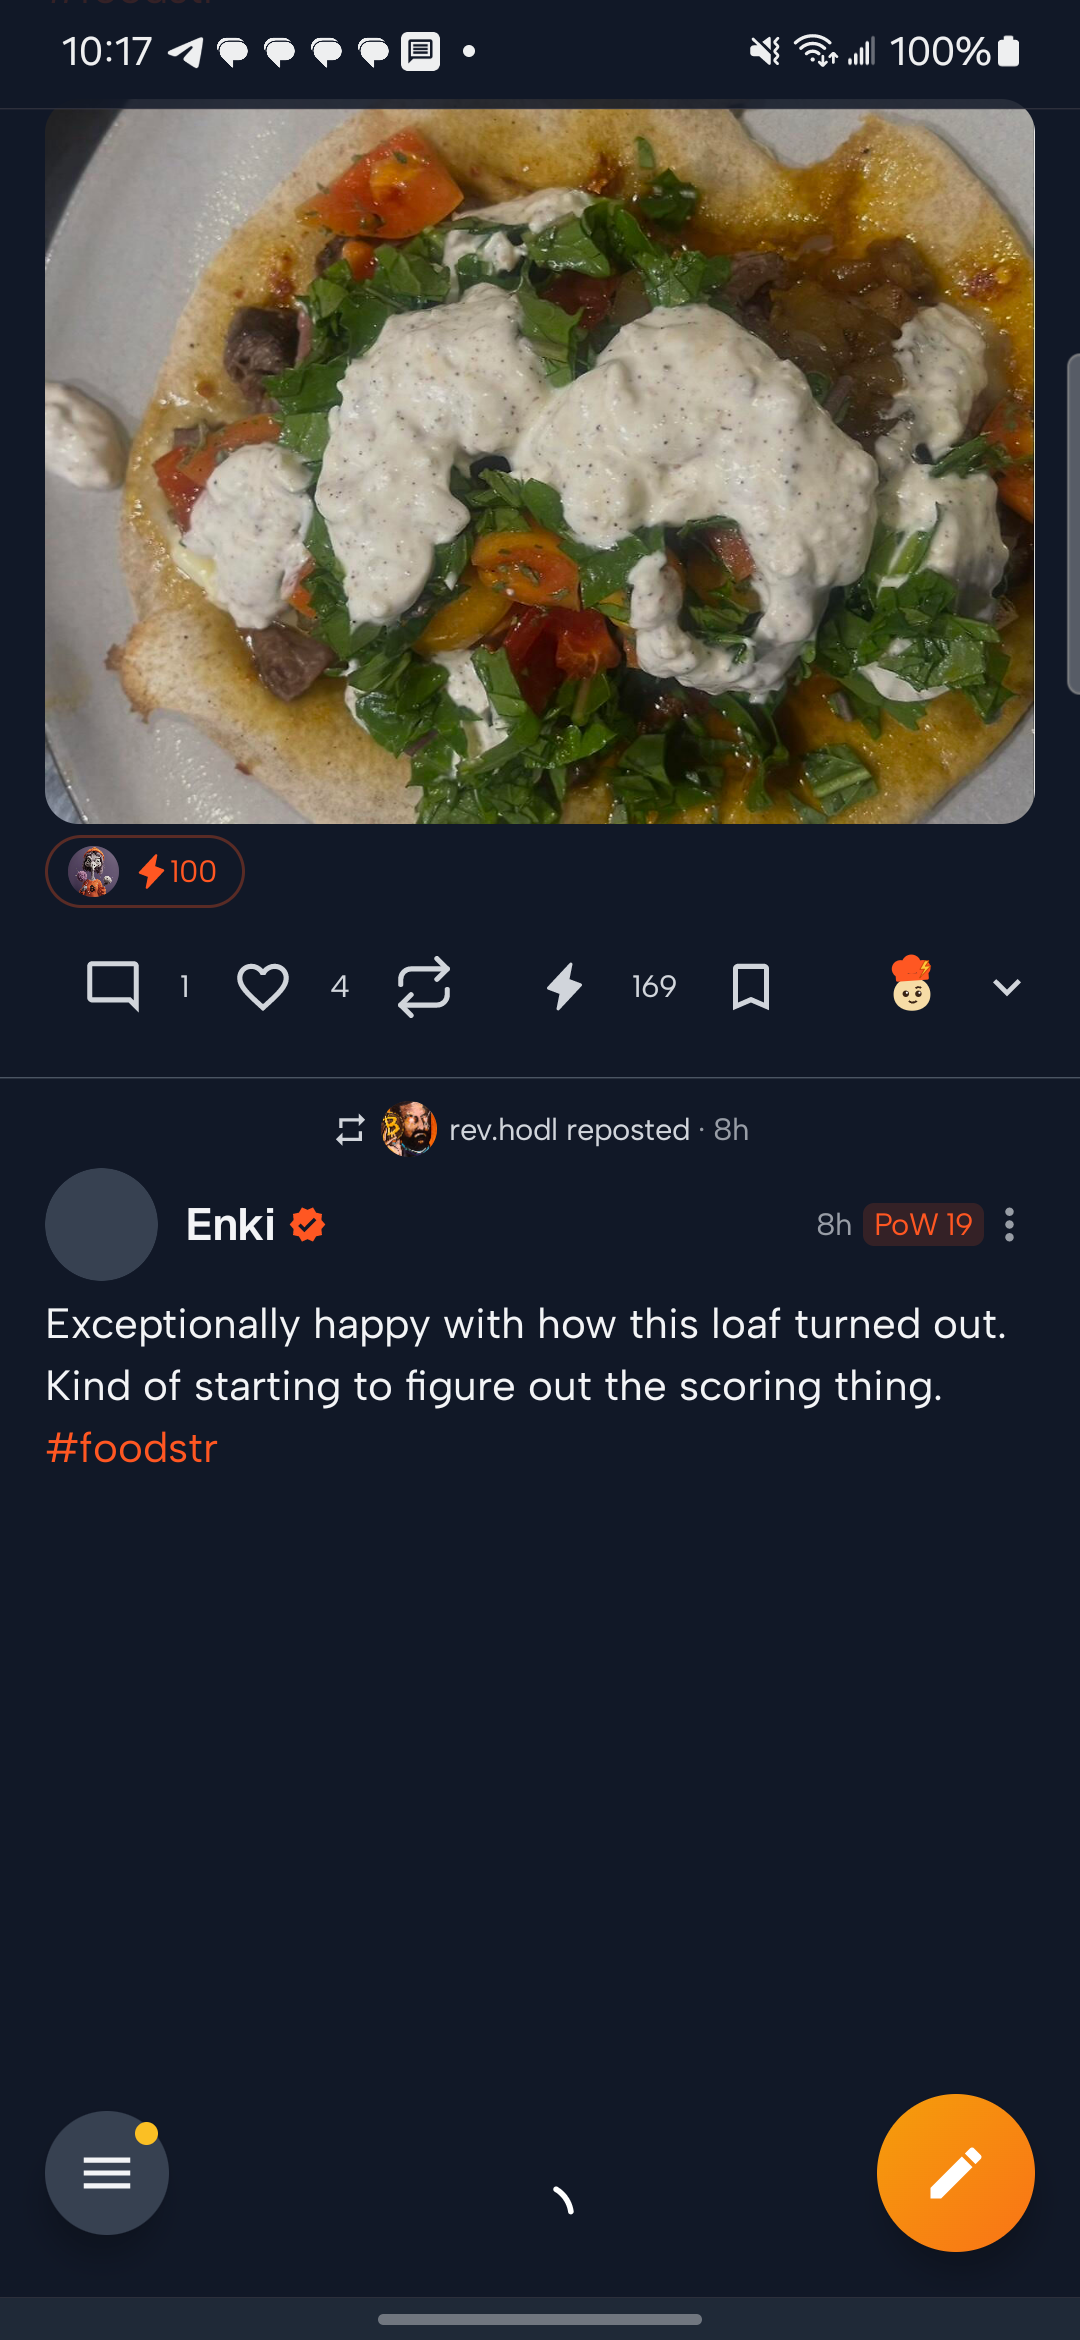 10:17
100%
100
1
4
169
rev.hodl reposted · 8h
Enki
8h PoW 19
Exceptionally happy with how this loaf turned out.
Kind of starting to figure out the scoring thing.
#foodstr